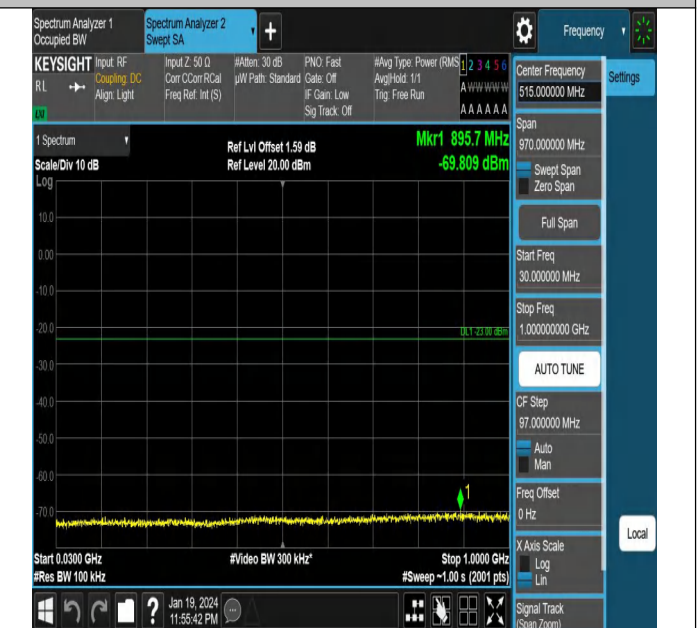 Spectrum Analyzer 1
Occupied BW
Spectrum Analyzer 2
Swept SA
+
Frequency
KEYSIGHT
RL
LXI
Input: RF
Coupling: DC
Align: Light
Input Z: 50 Ω
Corr CCorr RCal
Freq Ref: Int (S)
#Atten: 30 dB
µW Path: Standard
PNO: Fast
Gate: Off
IF Gain: Low
Sig Track: Off
#Avg Type: Power (RMS
Avg|Hold: 1/1
Trig: Free Run
1 2 3 4 5 6
A W W W W W
A A A A A A
1 Spectrum
Scale/Div 10 dB
Log
Ref Lvl Offset 1.59 dB
Ref Level 20.00 dBm
Mkr1 895.7 MHz
-69.809 dBm
10.0
0.00
-10.0
-20.0
DL1 -23.00 dBm
-30.0
-40.0
-50.0
-60.0
-70.0
1
Start 0.0300 GHz
#Res BW 100 kHz
#Video BW 300 kHz*
Stop 1.0000 GHz
#Sweep ~1.00 s (2001 pts)
Center Frequency
515.000000 MHz
Settings
Span
970.000000 MHz
Swept Span
Zero Span
Full Span
Start Freq
30.000000 MHz
Stop Freq
1.00000000 GHz
AUTO TUNE
CF Step
97.000000 MHz
Auto
Man
Freq Offset
0 Hz
X Axis Scale
Log
Lin
Local
Signal Track
(Span Zoom)
?
Jan 19, 2024
11:55:42 PM